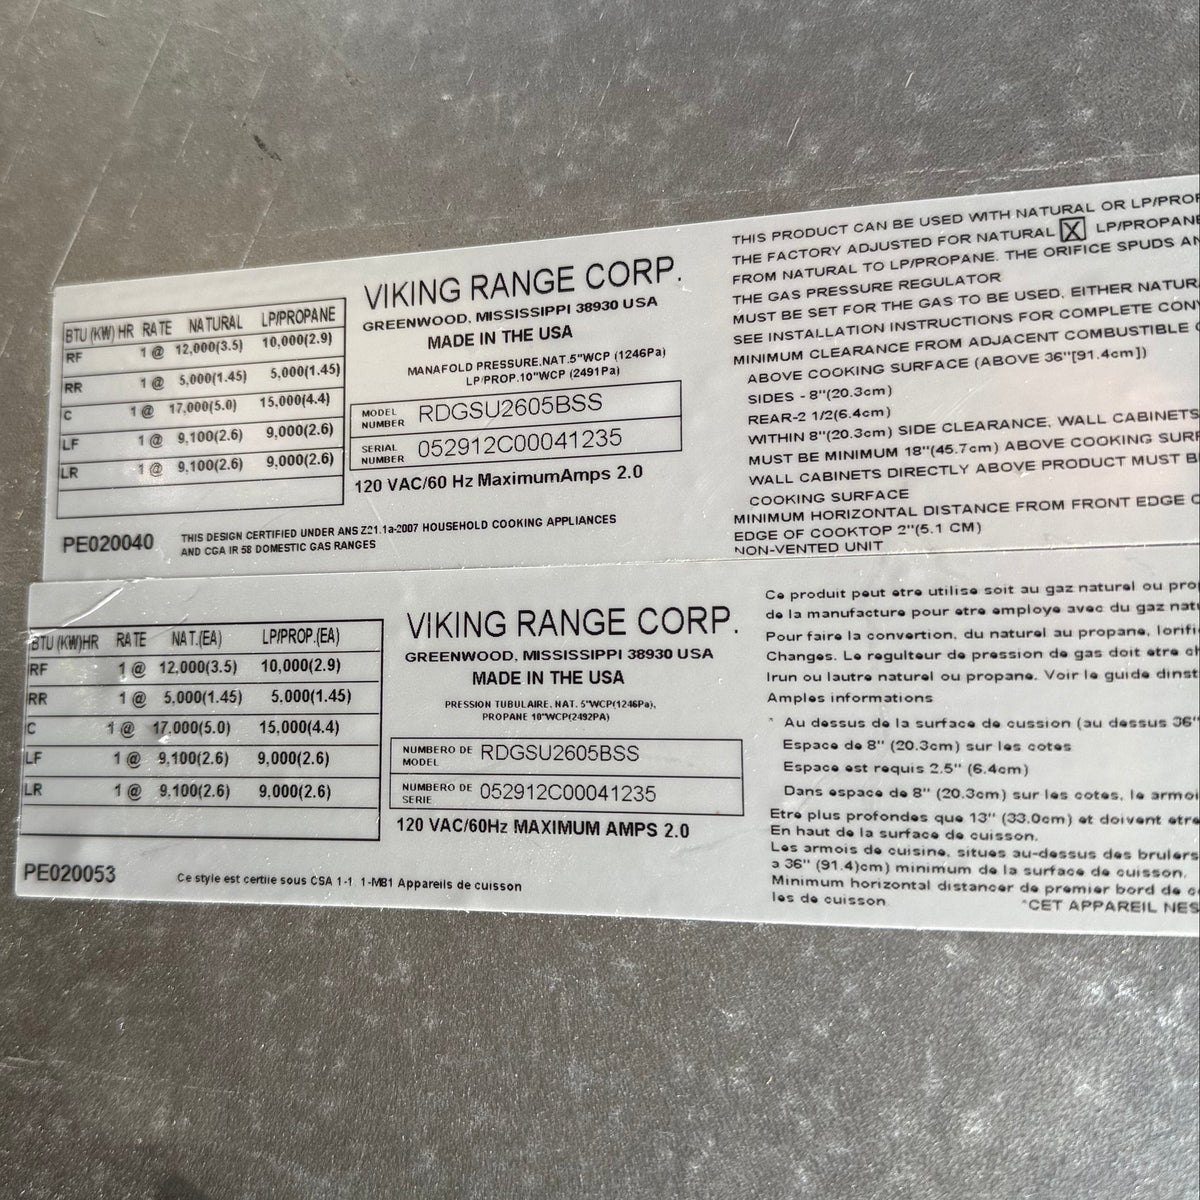 BTU (KW) HR RATE NATURAL LP/PROPANE
RF 1 @ 12,000(3.5) 10,000(2.9)
RR 1 @ 5,000(1.45) 5,000(1.45)
C 1 @ 17,000(5.0) 15,000(4.4)
LF 1 @ 9,100(2.6) 9,000(2.6)
LR 1 @ 9,100(2.6) 9,000(2.6)
PE020040
VIKING RANGE CORP.
GREENWOOD, MISSISSIPPI 38930 USA
MADE IN THE USA
MANAFOLD PRESSURE,NAT.5"WCP (1246Pa)
LP/PROP.10"WCP (2491Pa)
MODEL NUMBER RDGSU2605BSS
SERIAL NUMBER 052912C00041235
120 VAC/60 Hz MaximumAmps 2.0
THIS DESIGN CERTIFIED UNDER ANS Z21.1a-2007 HOUSEHOLD COOKING APPLIANCES
AND CGA IR 58 DOMESTIC GAS RANGES
THIS PRODUCT CAN BE USED WITH NATURAL OR LP/PROP
THE FACTORY ADJUSTED FOR NATURAL X LP/PROPANE
FROM NATURAL TO LP/PROPANE. THE ORIFICE SPUDS AN
THE GAS PRESSURE REGULATOR
MUST BE SET FOR THE GAS TO BE USED, EITHER NATUR
SEE INSTALLATION INSTRUCTIONS FOR COMPLETE CON
MINIMUM CLEARANCE FROM ADJACENT COMBUSTIBLE
ABOVE COOKING SURFACE (ABOVE 36"[91.4cm])
SIDES - 8"(20.3cm)
REAR-2 1/2(6.4cm)
WITHIN 8"(20.3cm) SIDE CLEARANCE, WALL CABINETS
MUST BE MINIMUM 18"(45.7cm) ABOVE COOKING SURF
WALL CABINETS DIRECTLY ABOVE PRODUCT MUST B
COOKING SURFACE
MINIMUM HORIZONTAL DISTANCE FROM FRONT EDGE O
EDGE OF COOKTOP 2"(5.1 CM)
NON-VENTED UNIT
BTU (KW)HR RATE NAT.(EA) LP/PROP.(EA)
RF 1 @ 12,000(3.5) 10,000(2.9)
RR 1 @ 5,000(1.45) 5,000(1.45)
C 1 @ 17,000(5.0) 15,000(4.4)
LF 1 @ 9,100(2.6) 9,000(2.6)
LR 1 @ 9,100(2.6) 9,000(2.6)
PE020053
VIKING RANGE CORP.
GREENWOOD, MISSISSIPPI 38930 USA
MADE IN THE USA
PRESSION TUBULAIRE, NAT. 5"WCP(1246Pa),
PROPANE 10"WCP(2492PA)
NUMBERO DE MODEL RDGSU2605BSS
NUMBERO DE SERIE 052912C00041235
120 VAC/60Hz MAXIMUM AMPS 2.0
Ce style est certiie sous CSA 1-1 1-M81 Appareils de cuisson
Ce produit peut etre utilise soit au gaz naturel ou pro
de la manufacture pour etre employe avec du gaz nat
Pour faire la convertion, du naturel au propane, lorifi
Changes. Le regulteur de pression de gas doit etre ch
Irun ou lautre naturel ou propane. Voir le guide dinst
Amples informations
* Au dessus de la surface de cussion (au dessus 36"
Espace de 8" (20.3cm) sur les cotes
Espace est requis 2.5" (6.4cm)
Dans espace de 8" (20.3cm) sur les cotes, le armoi
Etre plus profondes que 13" (33.0cm) et doivent etre
En haut de la surface de cuisson.
Les armois de cuisine, situes au-dessus des brulers
a 36" (91.4)cm) minimum de la surface de cuisson.
Minimum horizontal distancer de premier bord de c
les de cuisson *CET APPAREIL NES